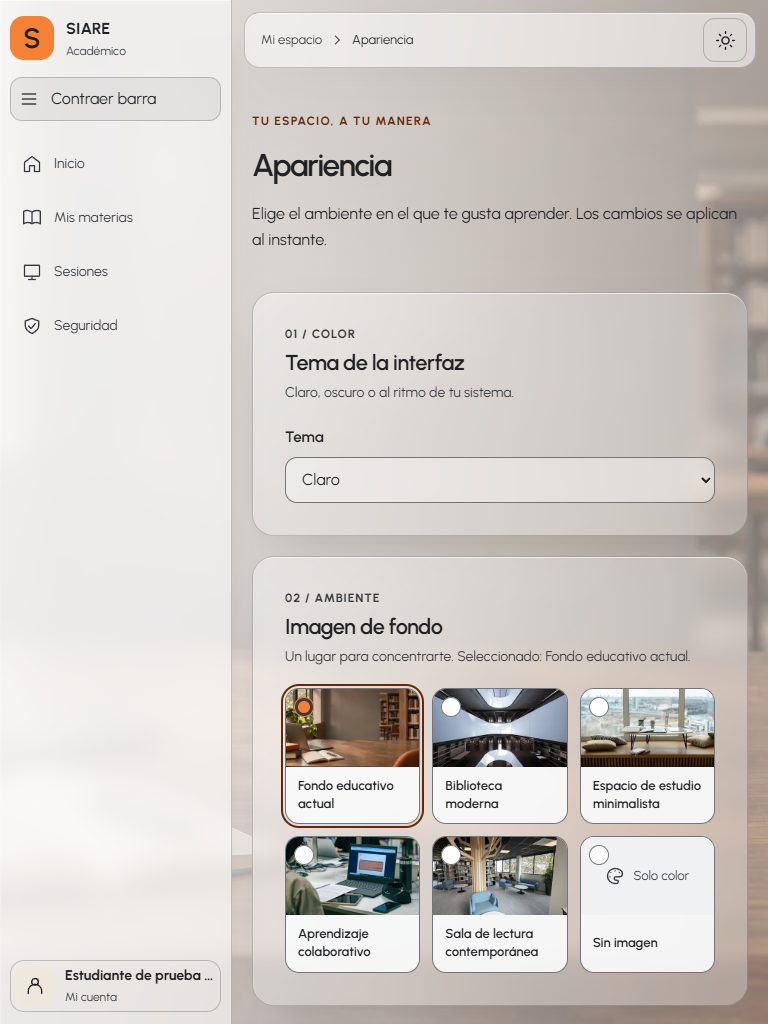 S
SIARE
Académico
Contraer barra
Inicio
Mis materias
Sesiones
Seguridad
Estudiante de prueba ...
Mi cuenta
Mi espacio > Apariencia
TU ESPACIO, A TU MANERA
Apariencia
Elige el ambiente en el que te gusta aprender. Los cambios se aplican
al instante.
01 / COLOR
Tema de la interfaz
Claro, oscuro o al ritmo de tu sistema.
Tema
Claro
02 / AMBIENTE
Imagen de fondo
Un lugar para concentrarte. Seleccionado: Fondo educativo actual.
Fondo educativo
actual
Biblioteca
moderna
Espacio de estudio
minimalista
Aprendizaje
colaborativo
Sala de lectura
contemporánea
Solo color
Sin imagen